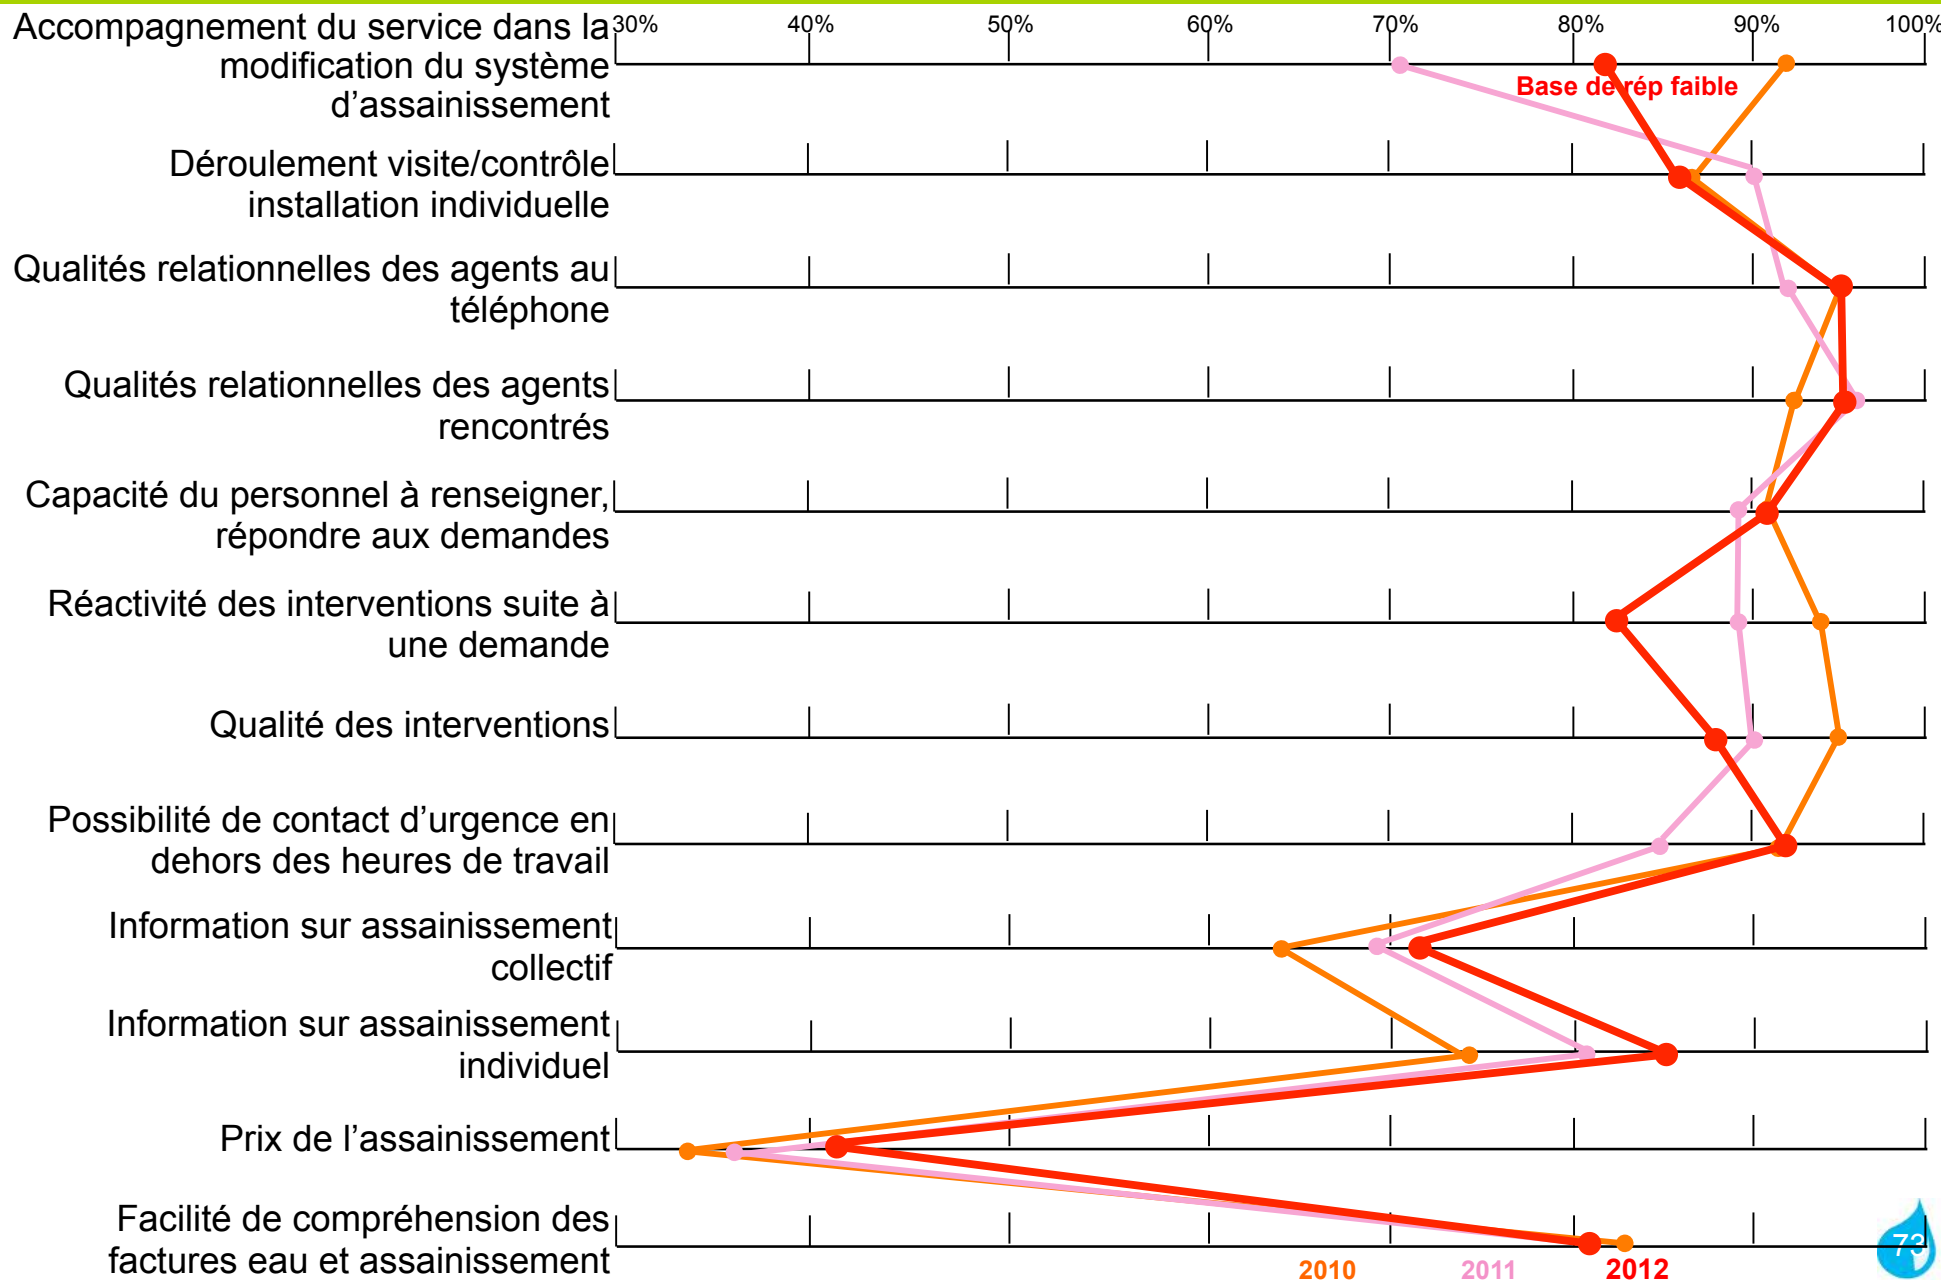 30% 40% 50% 60% 70% 80% 90% 100%
Accompagnement du service dans la
modification du système
d’assainissement
Base de rép faible
Déroulement visite/contrôle
installation individuelle
Qualités relationnelles des agents au
téléphone
Qualités relationnelles des agents
rencontrés
Capacité du personnel à renseigner,
répondre aux demandes
Réactivité des interventions suite à
une demande
Qualité des interventions
Possibilité de contact d’urgence en
dehors des heures de travail
Information sur assainissement
collectif
Information sur assainissement
individuel
Prix de l’assainissement
Facilité de compréhension des
factures eau et assainissement
2010 2011 2012
73